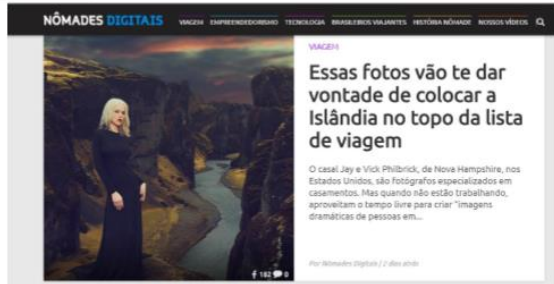 NÔMADES DIGITAIS VIAGEM EMPREENDEDORISMO TECNOLOGIA BRASILEIROS VIAJANTES HISTÓRIA NÔMADE NOSSOS VÍDEOS
VIAGEM
Essas fotos vão te dar
vontade de colocar a
Islândia no topo da lista
de viagem
O casal Jay e Vick Philbrick, de Nova Hampshire, nos
Estados Unidos, são fotógrafos especializados em
casamentos. Mas quando não estão trabalhando,
aproveitam o tempo livre para criar "imagens
dramáticas de pessoas em...
Por Nômades Digitais | 2 dias atrás
182 0